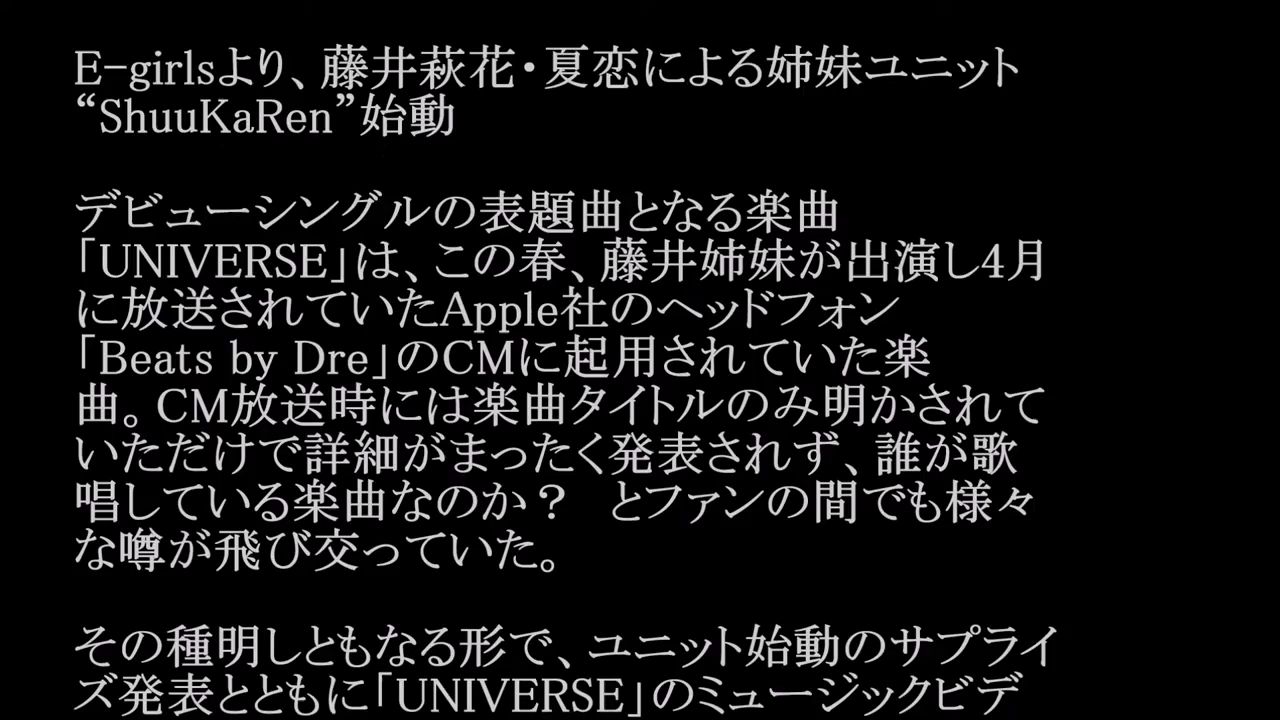 E-girlsより、藤井萩花・夏恋による姉妹ユニット
“ShuuKaRen”始動
デビューシングルの表題曲となる楽曲
「UNIVERSE」は、この春、藤井姉妹が出演し4月
に放送されていたApple社のヘッドフォン
「Beats by Dre」のCMに起用されていた楽
曲。CM放送時には楽曲タイトルのみ明かされて
いただけで詳細がまったく発表されず、誰が歌
唱している楽曲なのか？　とファンの間でも様々
な噂が飛び交っていた。
その種明しともなる形で、ユニット始動のサプライ
ズ発表とともに「UNIVERSE」のミュージックビデ